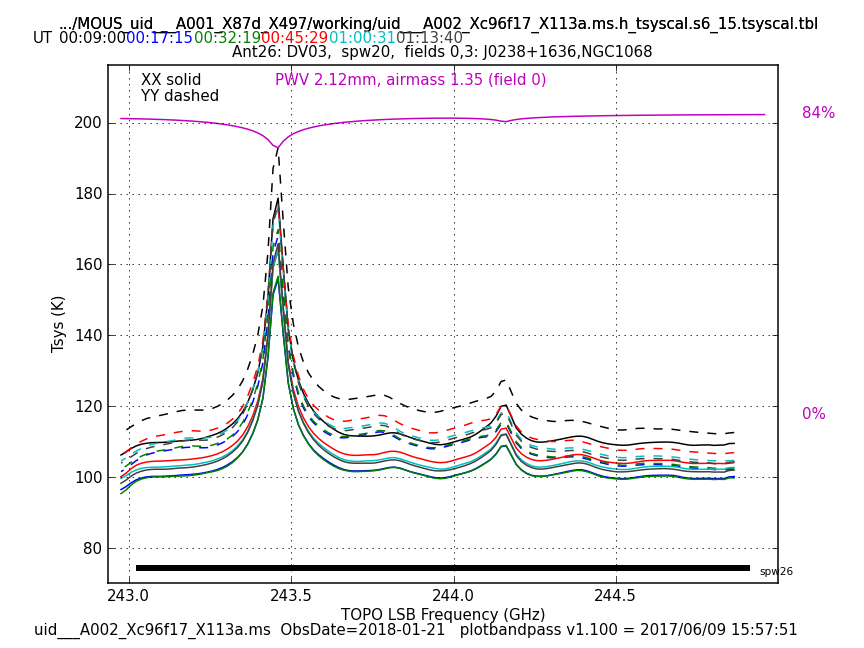 .../MOUS_uid___A001_X87d_X497/working/uid___A002_Xc96f17_X113a.ms.h_tsyscal.s6_15.tsyscal.tbl
UT 00:09:00 00:17:15 00:32:19 00:45:29 01:00:31 01:13:40
Ant26: DV03, spw20, fields 0,3: J0238+1636,NGC1068
XX solid PWV 2.12mm, airmass 1.35 (field 0)
YY dashed
84%
200
180
160
140
120
100
80
Tsys (K)
0%
spw26
243.0 243.5 244.0 244.5
TOPO LSB Frequency (GHz)
uid___A002_Xc96f17_X113a.ms ObsDate=2018-01-21 plotbandpass v1.100 = 2017/06/09 15:57:51